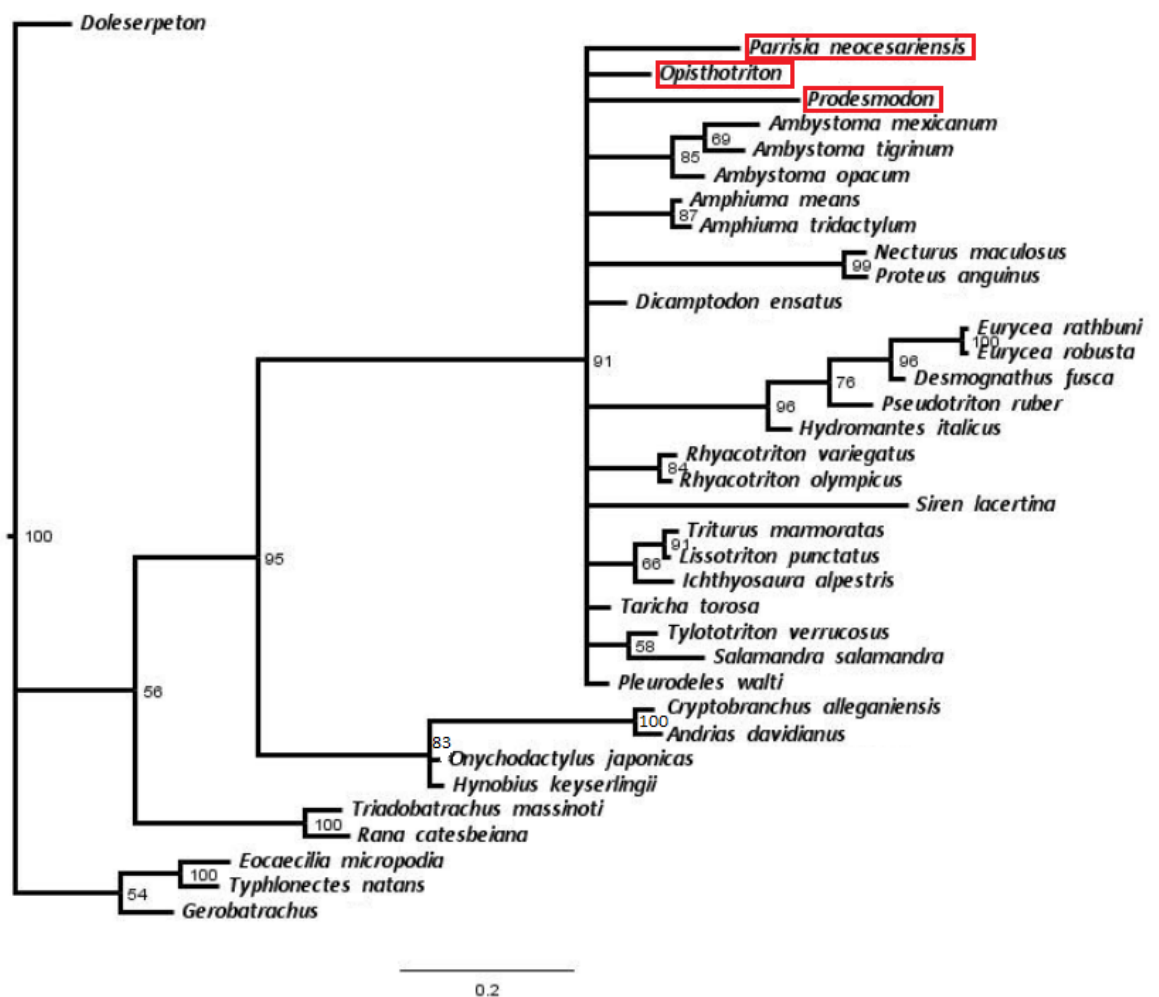 Doleserpeton
Parrisia neocesariensis
Opisthotriton
Prodesmodon
Ambystoma mexicanum
69
Ambystoma tigrinum
85
Ambystoma opacum
Amphiuma means
87
Amphiuma tridactylum
Necturus maculosus
99
Proteus anguinus
Dicamptodon ensatus
Eurycea rathbuni
100
Eurycea robusta
91
96
Desmognathus fusca
76
Pseudotriton ruber
96
Hydromantes italicus
Rhyacotriton variegatus
84
Rhyacotriton olympicus
Siren lacertina
Triturus marmoratas
100
91
Lissotriton punctatus
95
66
Ichthyosaura alpestris
Taricha torosa
Tylototriton verrucosus
58
Salamandra salamandra
Pleurodeles walti
56
Cryptobranchus alleganiensis
100
Andrias davidianus
83
Onychodactylus japonicas
Hynobius keyserlingii
Triadobatrachus massinoti
100
Rana catesbeiana
Eocaecilia micropodia
100
Typhlonectes natans
54
Gerobatrachus
0.2